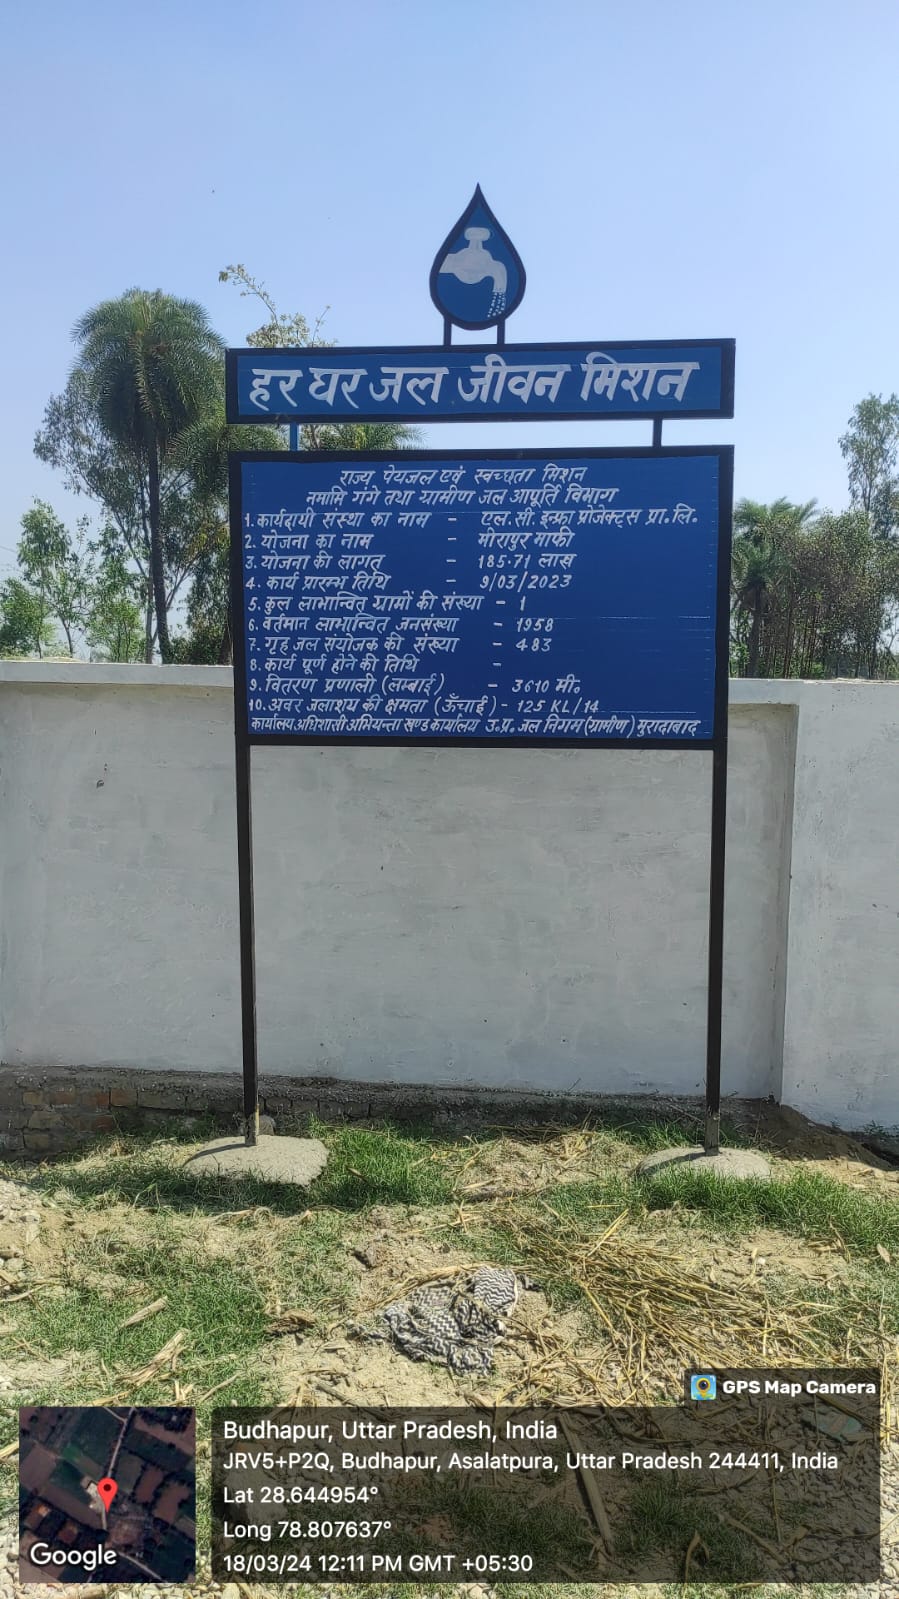 हर घर जल जीवन मिशन
राज्य पेयजल एवं स्वच्छता मिशन
नमामि गंगे तथा ग्रामीण जल आपूर्ति विभाग
1. कार्यदायी संस्था का नाम - एल. सी. इन्फ्रा प्रोजेक्ट्स प्रा. लि.
2. योजना का नाम - मीरापुर माफी
3. योजना की लागत - 185.71 लाख
4. कार्य प्रारम्भ तिथि - 9/03/2023
5. कुल लाभान्वित ग्रामों की संख्या - 1
6. वर्तमान लाभान्वित जनसंख्या - 1958
7. गृह जल संयोजक की संख्या - 483
8. कार्य पूर्ण होने की तिथि -
9. वितरण प्रणाली (लम्बाई) - 3610 मी.
10. अवर जलाशय की क्षमता (ऊँचाई) - 125 KL/14
कार्यालय अधिशासी अभियन्ता खण्ड कार्यालय उ.प्र. जल निगम (ग्रामीण) मुरादाबाद
GPS Map Camera
Budhapur, Uttar Pradesh, India
JRV5+P2Q, Budhapur, Asalatpura, Uttar Pradesh 244411, India
Lat 28.644954°
Long 78.807637°
18/03/24 12:11 PM GMT +05:30
Google